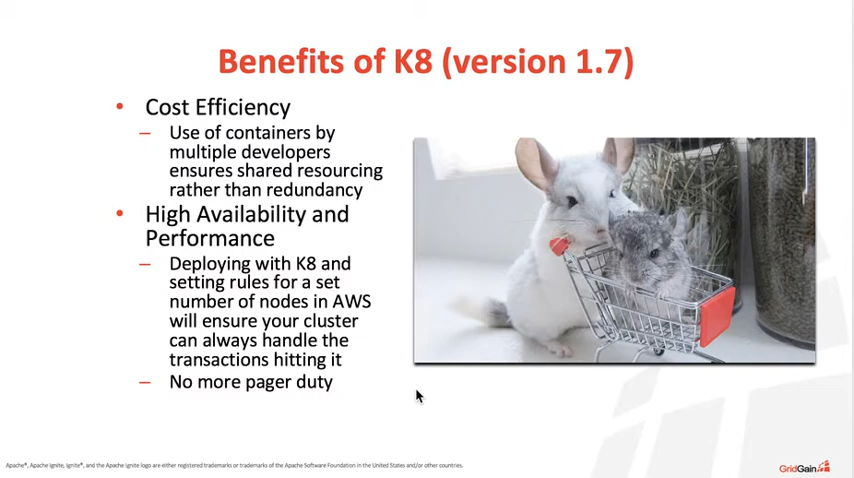 Benefits of K8 (version 1.7)
• Cost Efficiency
– Use of containers by
multiple developers
ensures shared resourcing
rather than redundancy
• High Availability and
Performance
– Deploying with K8 and
setting rules for a set
number of nodes in AWS
will ensure your cluster
can always handle the
transactions hitting it
– No more pager duty
Apache®, Apache Ignite, Ignite®, and the Apache Ignite logo are either registered trademarks or trademarks of the Apache Software Foundation in the United States and/or other countries.
GridGain